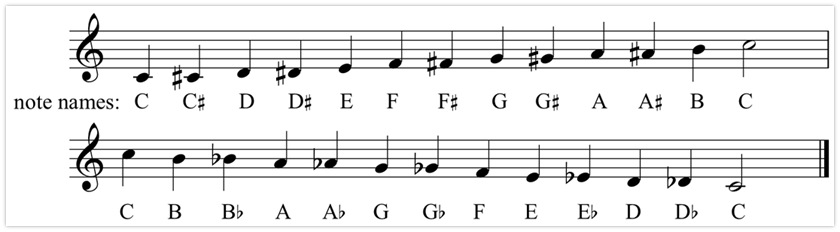 note names: C C♯ D D♯ E F F♯ G G♯ A A♯ B C
C B B♭ A A♭ G G♭ F E E♭ D D♭ C